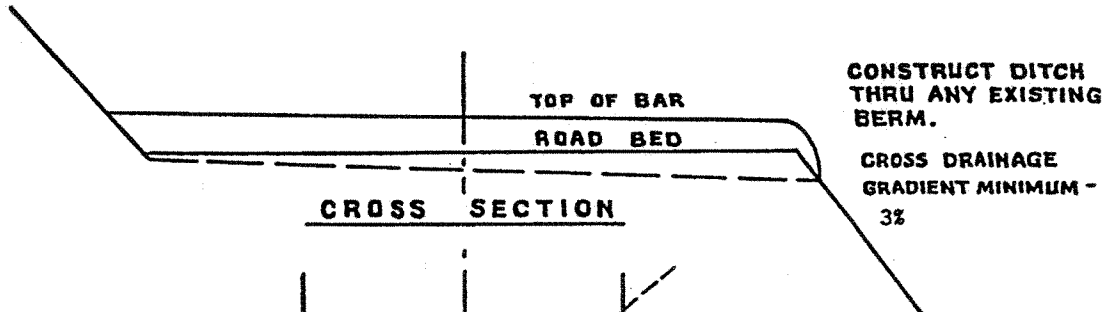 CONSTRUCT DITCH
THRU ANY EXISTING
BERM.
TOP OF BAR
ROAD BED
CROSS DRAINAGE
GRADIENT MINIMUM -
3%
CROSS SECTION